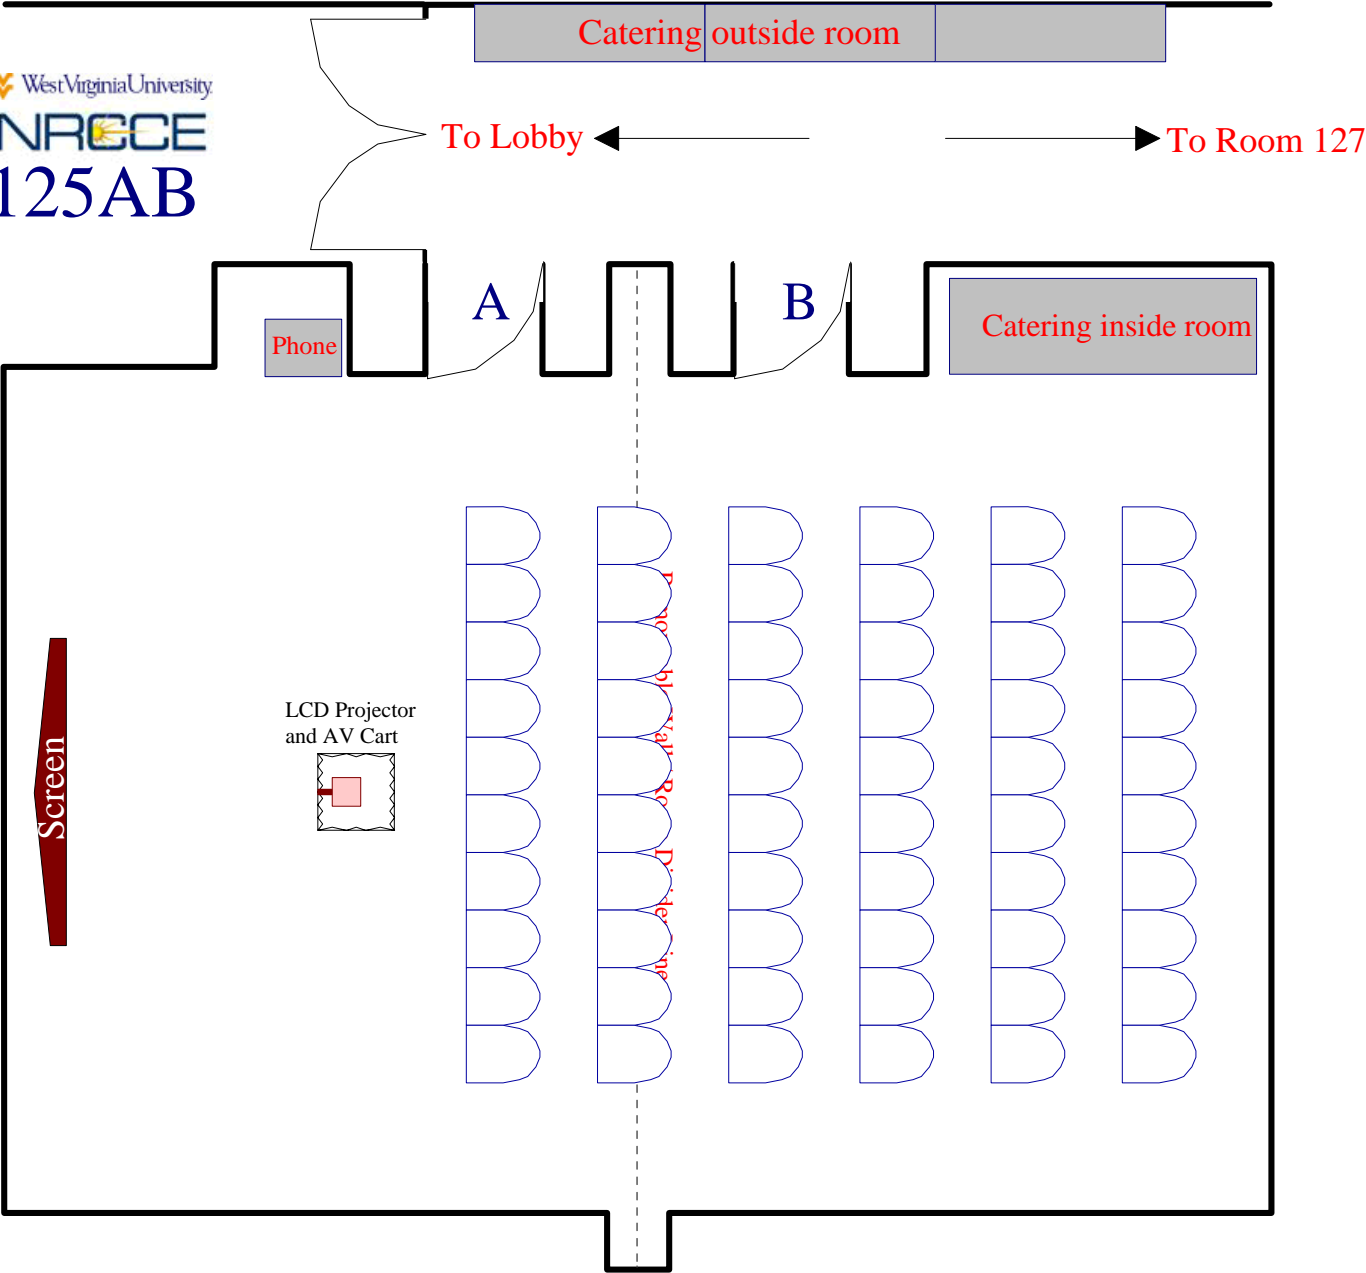 Catering outside room
West Virginia University
NRCCE
125AB
To Lobby
To Room 127
A
B
Phone
Catering inside room
LCD Projector
and AV Cart
Screen